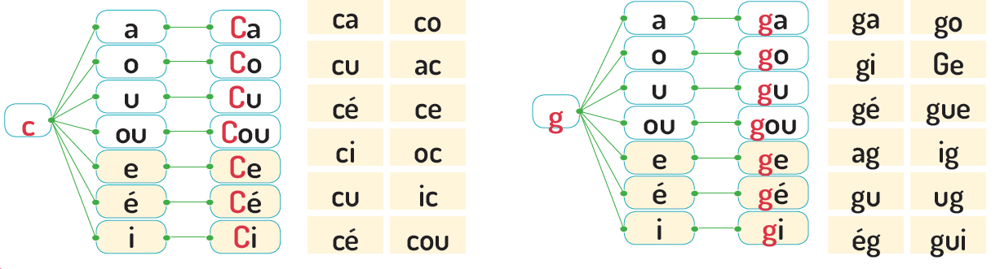 c
a Ca
o Co
u Cu
ou Cou
e Ce
é Cé
i Ci
ca co
cu ac
cé ce
ci oc
cu ic
cé cou
g
a ga
o go
u gu
ou gou
e ge
é gé
i gi
ga go
gi Ge
gé gue
ag ig
gu ug
ég gui